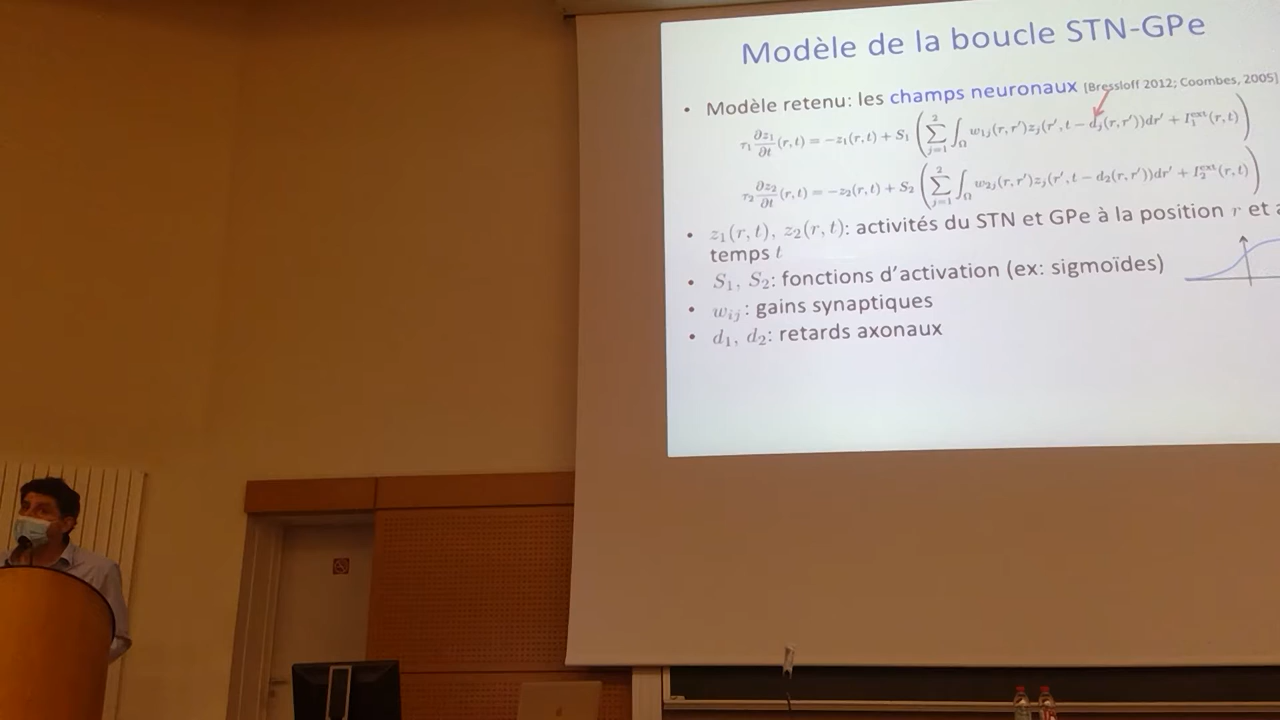 Modèle de la boucle STN-GPe
• Modèle retenu: les champs neuronaux [Bressloff 2012; Coombes, 2005]
τ₁ ∂z₁/∂t (r, t) = −z₁(r, t) + S₁ ( ∑_{j=1}^{2} ∫_Ω w₁ⱼ(r, r′)zⱼ(r′, t − dⱼ(r, r′))dr′ + I₁^{ext}(r, t) )
τ₂ ∂z₂/∂t (r, t) = −z₂(r, t) + S₂ ( ∑_{j=1}^{2} ∫_Ω w₂ⱼ(r, r′)zⱼ(r′, t − d₂(r, r′))dr′ + I₂^{ext}(r, t) )
• z₁(r, t), z₂(r, t): activités du STN et GPe à la position r et
temps t
• S₁, S₂: fonctions d'activation (ex: sigmoïdes)
• wᵢⱼ: gains synaptiques
• d₁, d₂: retards axonaux